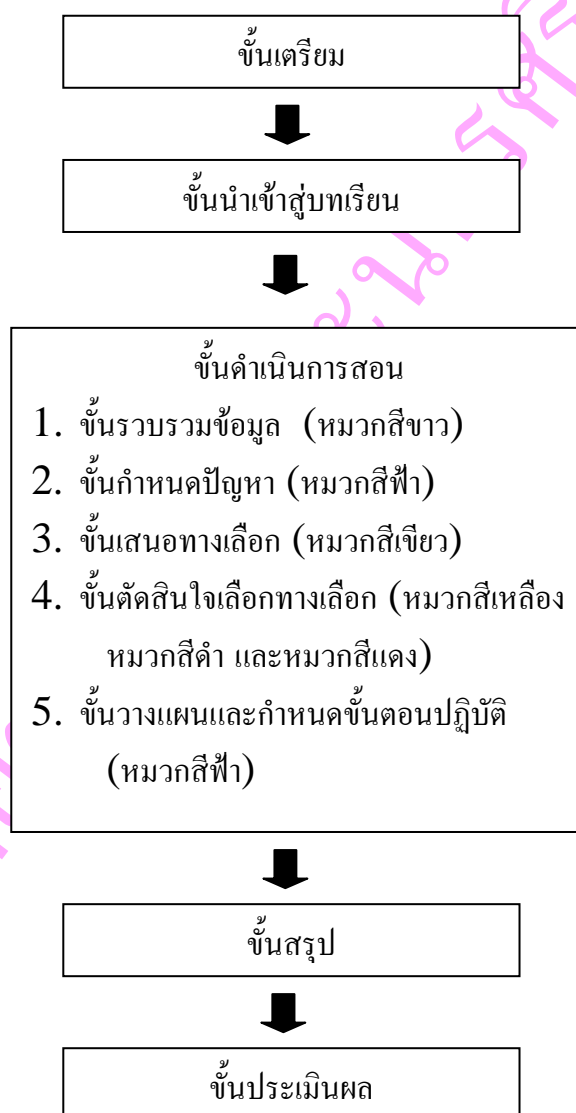 ขั้นเตรียม
ขั้นนำเข้าสู่บทเรียน
ขั้นดำเนินการสอน
1. ขั้นรวบรวมข้อมูล (หมวกสีขาว)
2. ขั้นกำหนดปัญหา (หมวกสีฟ้า)
3. ขั้นเสนอทางเลือก (หมวกสีเขียว)
4. ขั้นตัดสินใจเลือกทางเลือก (หมวกสีเหลือง
หมวกสีดำ และหมวกสีแดง)
5. ขั้นวางแผนและกำหนดขั้นตอนปฏิบัติ
(หมวกสีฟ้า)
ขั้นสรุป
ขั้นประเมินผล